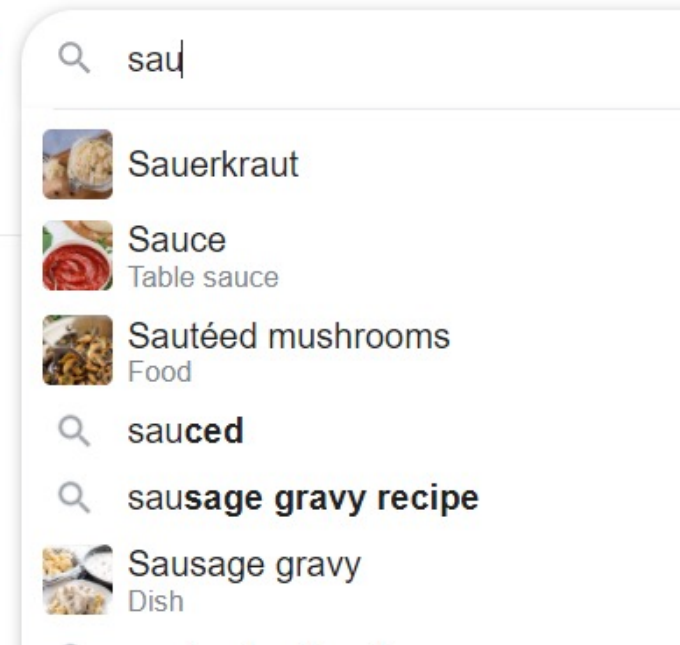 sau
Sauerkraut
Sauce
Table sauce
Sautéed mushrooms
Food
sauced
sausage gravy recipe
Sausage gravy
Dish